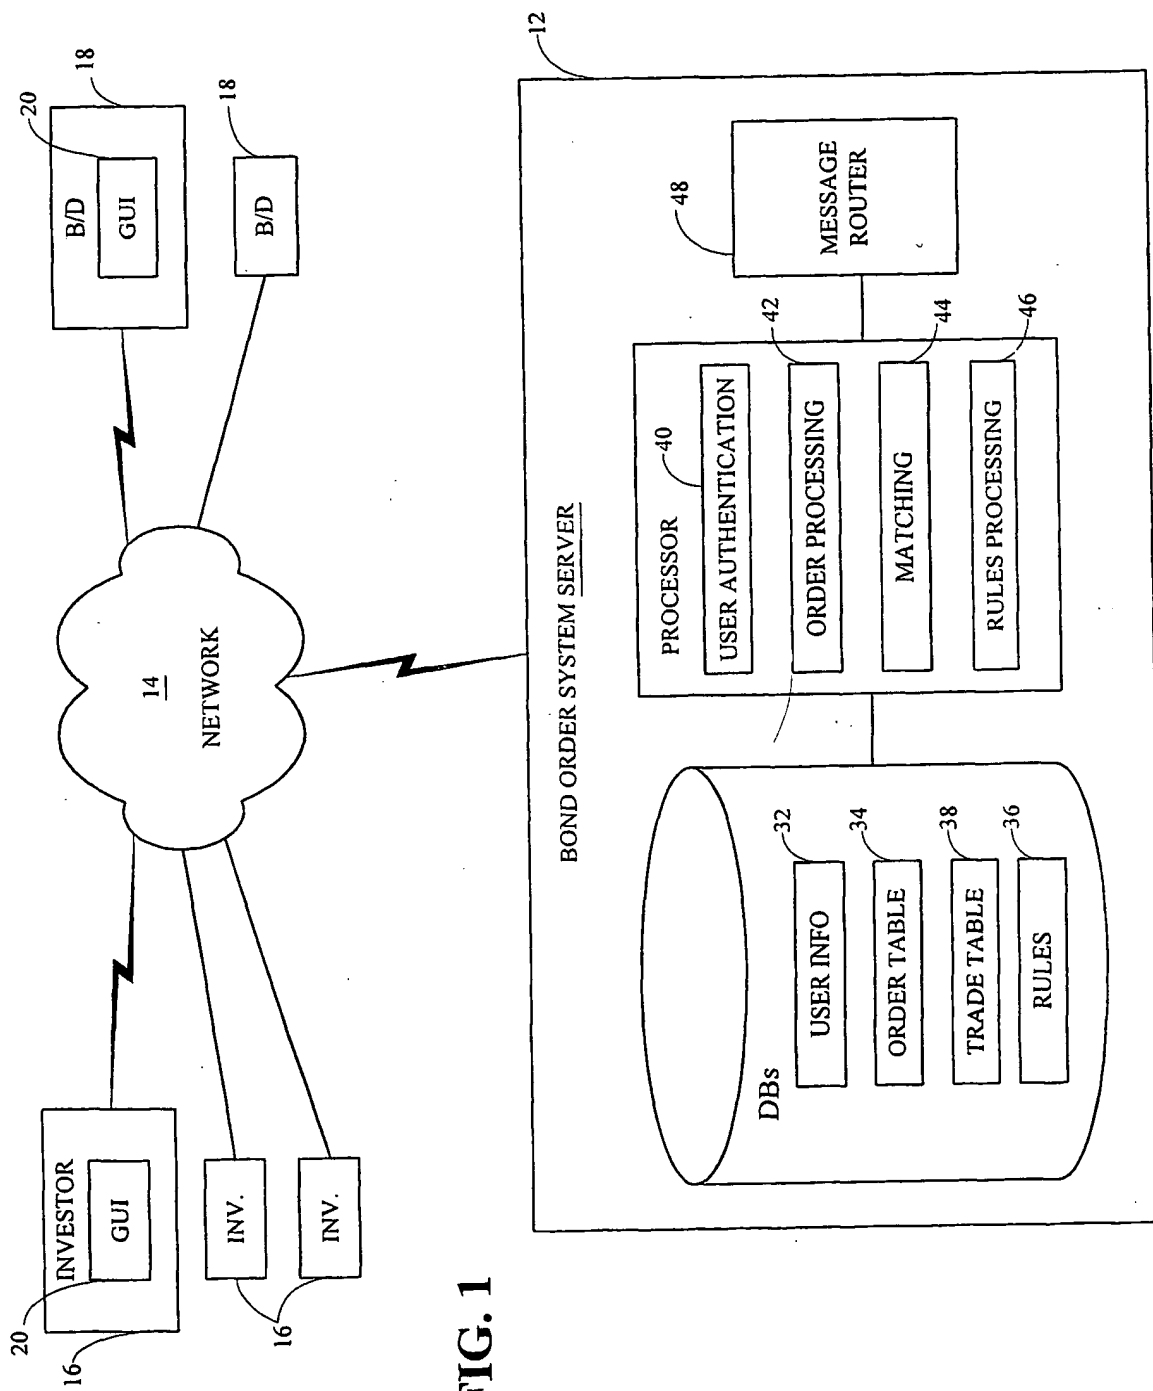 16
20
INVESTOR
GUI
INV.
INV.
16
14
NETWORK
18
20
B/D
GUI
18
B/D
12
BOND ORDER SYSTEM SERVER
DBs
USER INFO
32
ORDER TABLE
34
TRADE TABLE
38
RULES
36
PROCESSOR
40
USER AUTHENTICATION
42
ORDER PROCESSING
44
MATCHING
46
RULES PROCESSING
48
MESSAGE
ROUTER
FIG. 1